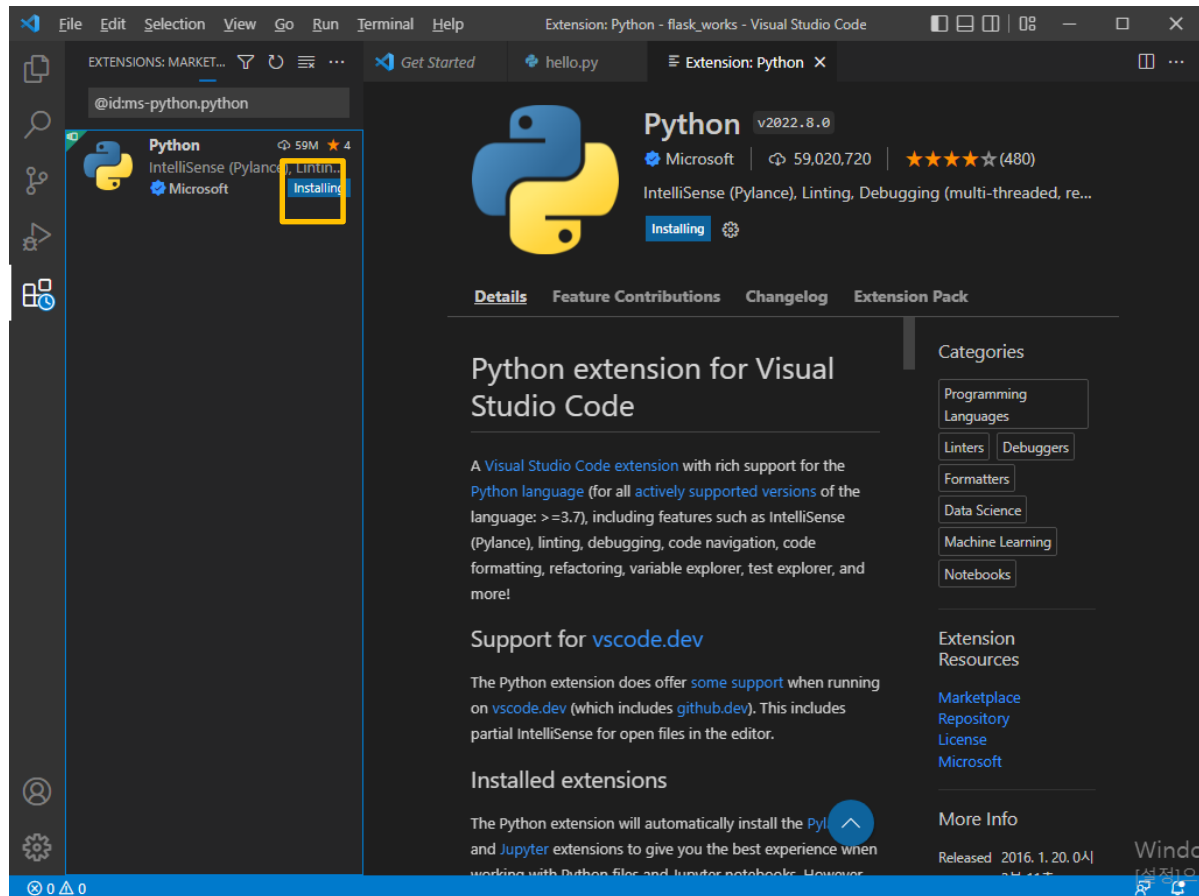 File Edit Selection View Go Run Terminal Help Extension: Python - flask_works - Visual Studio Code
EXTENSIONS: MARKET...
Get Started hello.py Extension: Python
@id:ms-python.python
Python 59M 4
IntelliSense (Pylance), Lintin...
Microsoft Installing
Python v2022.8.0
Microsoft 59,020,720 (480)
IntelliSense (Pylance), Linting, Debugging (multi-threaded, re...
Installing
Details Feature Contributions Changelog Extension Pack
Python extension for Visual
Studio Code
A Visual Studio Code extension with rich support for the
Python language (for all actively supported versions of the
language: >=3.7), including features such as IntelliSense
(Pylance), linting, debugging, code navigation, code
formatting, refactoring, variable explorer, test explorer, and
more!
Support for vscode.dev
The Python extension does offer some support when running
on vscode.dev (which includes github.dev). This includes
partial IntelliSense for open files in the editor.
Installed extensions
The Python extension will automatically install the
and Jupyter extensions to give you the best experience when
working with Python files and Jupyter notebooks. However
Categories
Programming
Languages
Linters Debuggers
Formatters
Data Science
Machine Learning
Notebooks
Extension
Resources
Marketplace
Repository
License
Microsoft
More Info
Released 2016. 1. 20. 0시
Windo
0 0